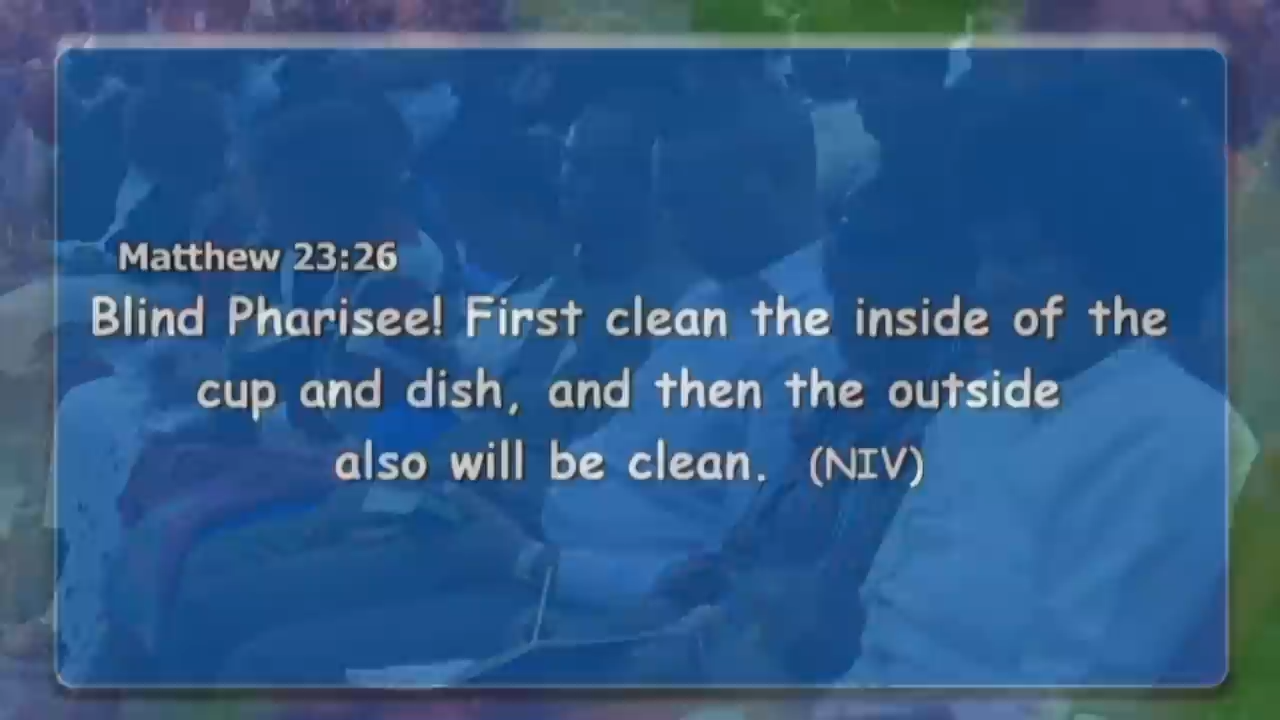 Matthew 23:26
Blind Pharisee! First clean the inside of the
cup and dish, and then the outside
also will be clean. (NIV)